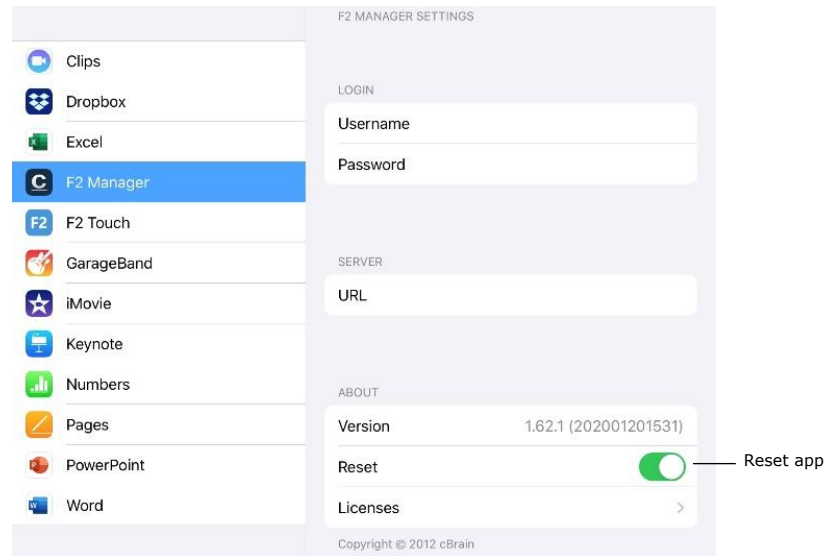 Clips
Dropbox
Excel
C F2 Manager
F2 F2 Touch
GarageBand
iMovie
Keynote
Numbers
Pages
P PowerPoint
W Word
F2 MANAGER SETTINGS
LOGIN
Username
Password
SERVER
URL
ABOUT
Version 1.62.1 (202001201531)
Reset
Licenses
Copyright © 2012 cBrain
Reset app